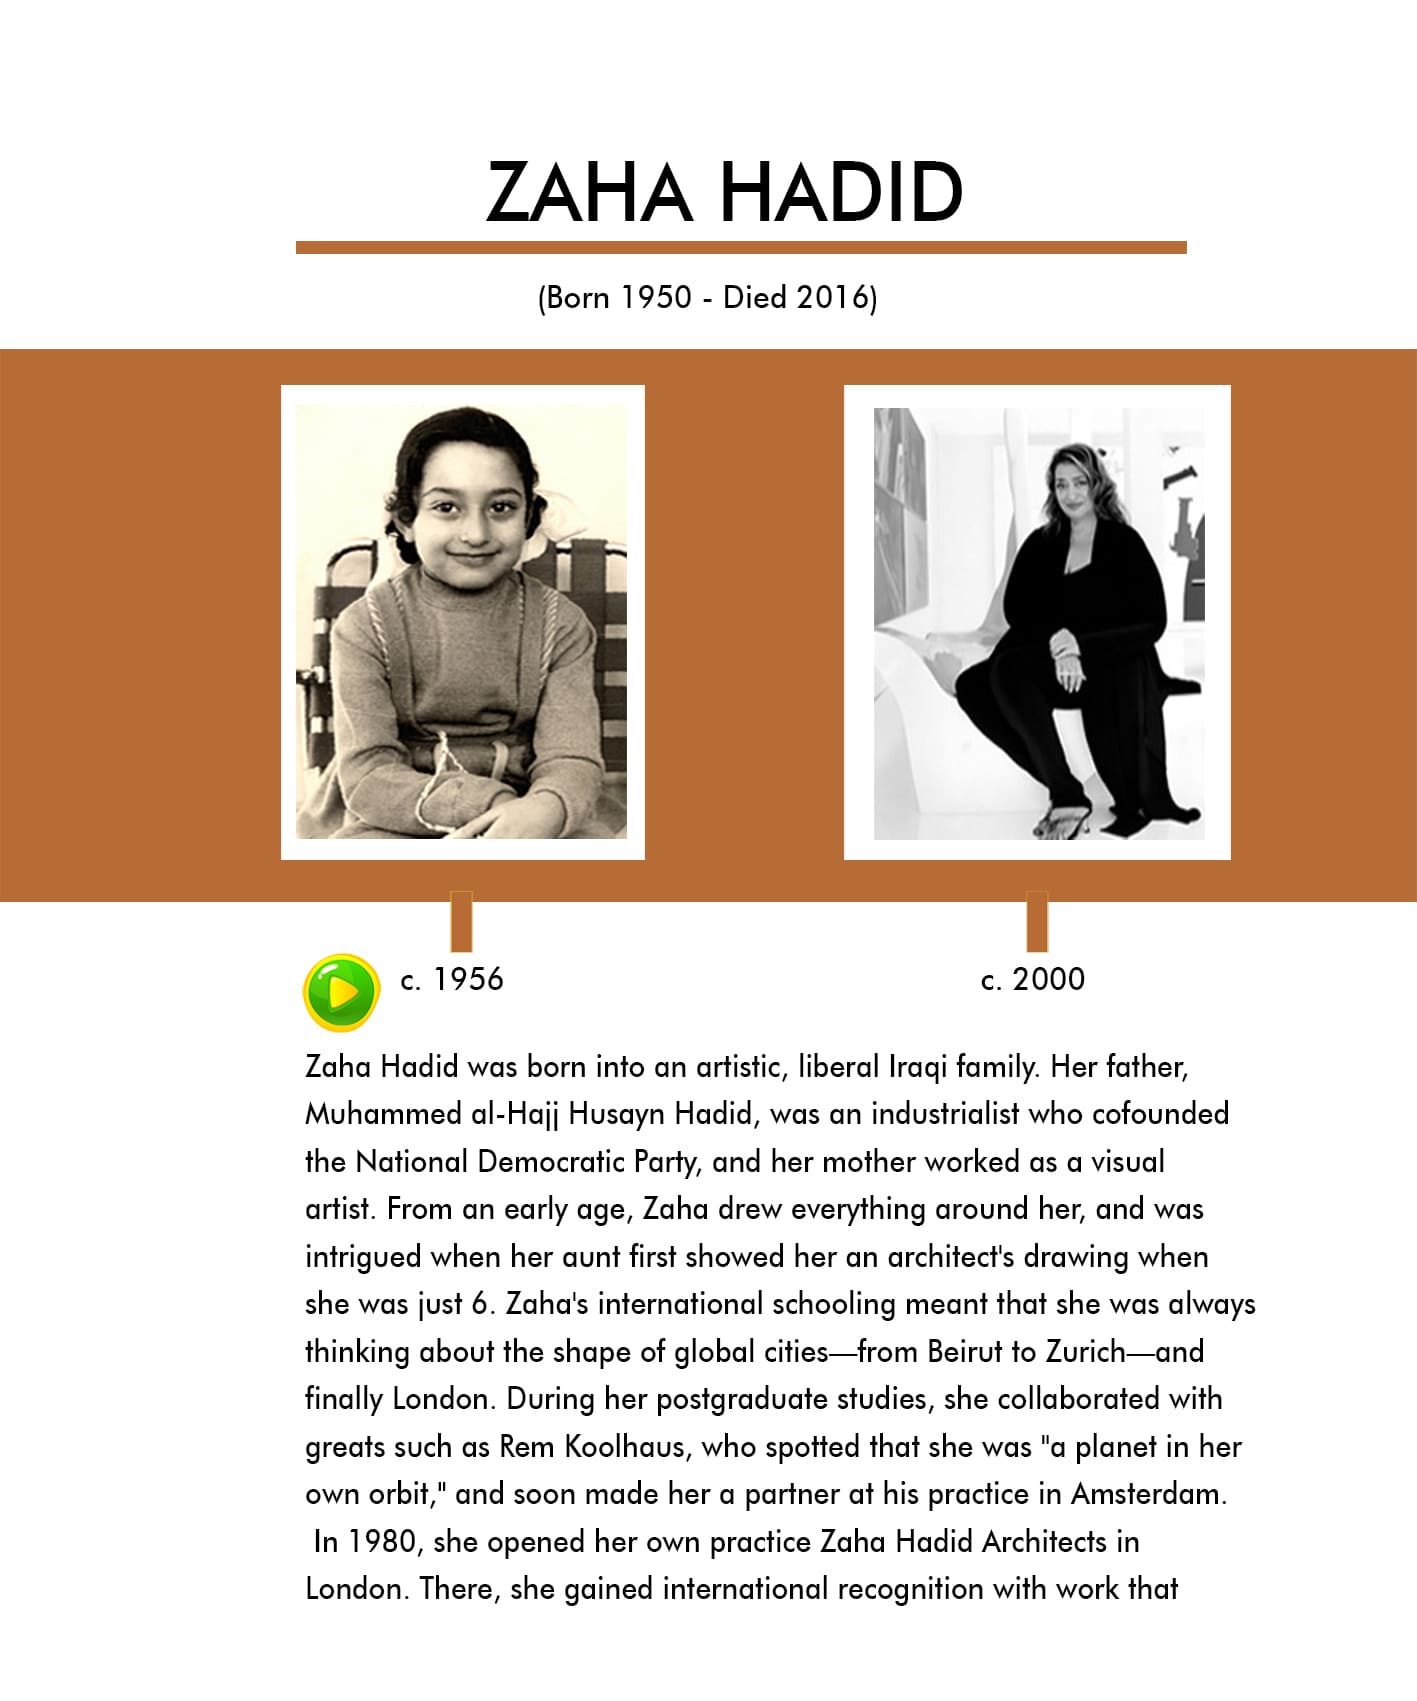 ZAHA HADID
(Born 1950 - Died 2016)
c. 1956
c. 2000
Zaha Hadid was born into an artistic, liberal Iraqi family. Her father,
Muhammed al-Hajj Husayn Hadid, was an industrialist who cofounded
the National Democratic Party, and her mother worked as a visual
artist. From an early age, Zaha drew everything around her, and was
intrigued when her aunt first showed her an architect's drawing when
she was just 6. Zaha's international schooling meant that she was always
thinking about the shape of global cities—from Beirut to Zurich—and
finally London. During her postgraduate studies, she collaborated with
greats such as Rem Koolhaus, who spotted that she was "a planet in her
own orbit," and soon made her a partner at his practice in Amsterdam.
In 1980, she opened her own practice Zaha Hadid Architects in
London. There, she gained international recognition with work that